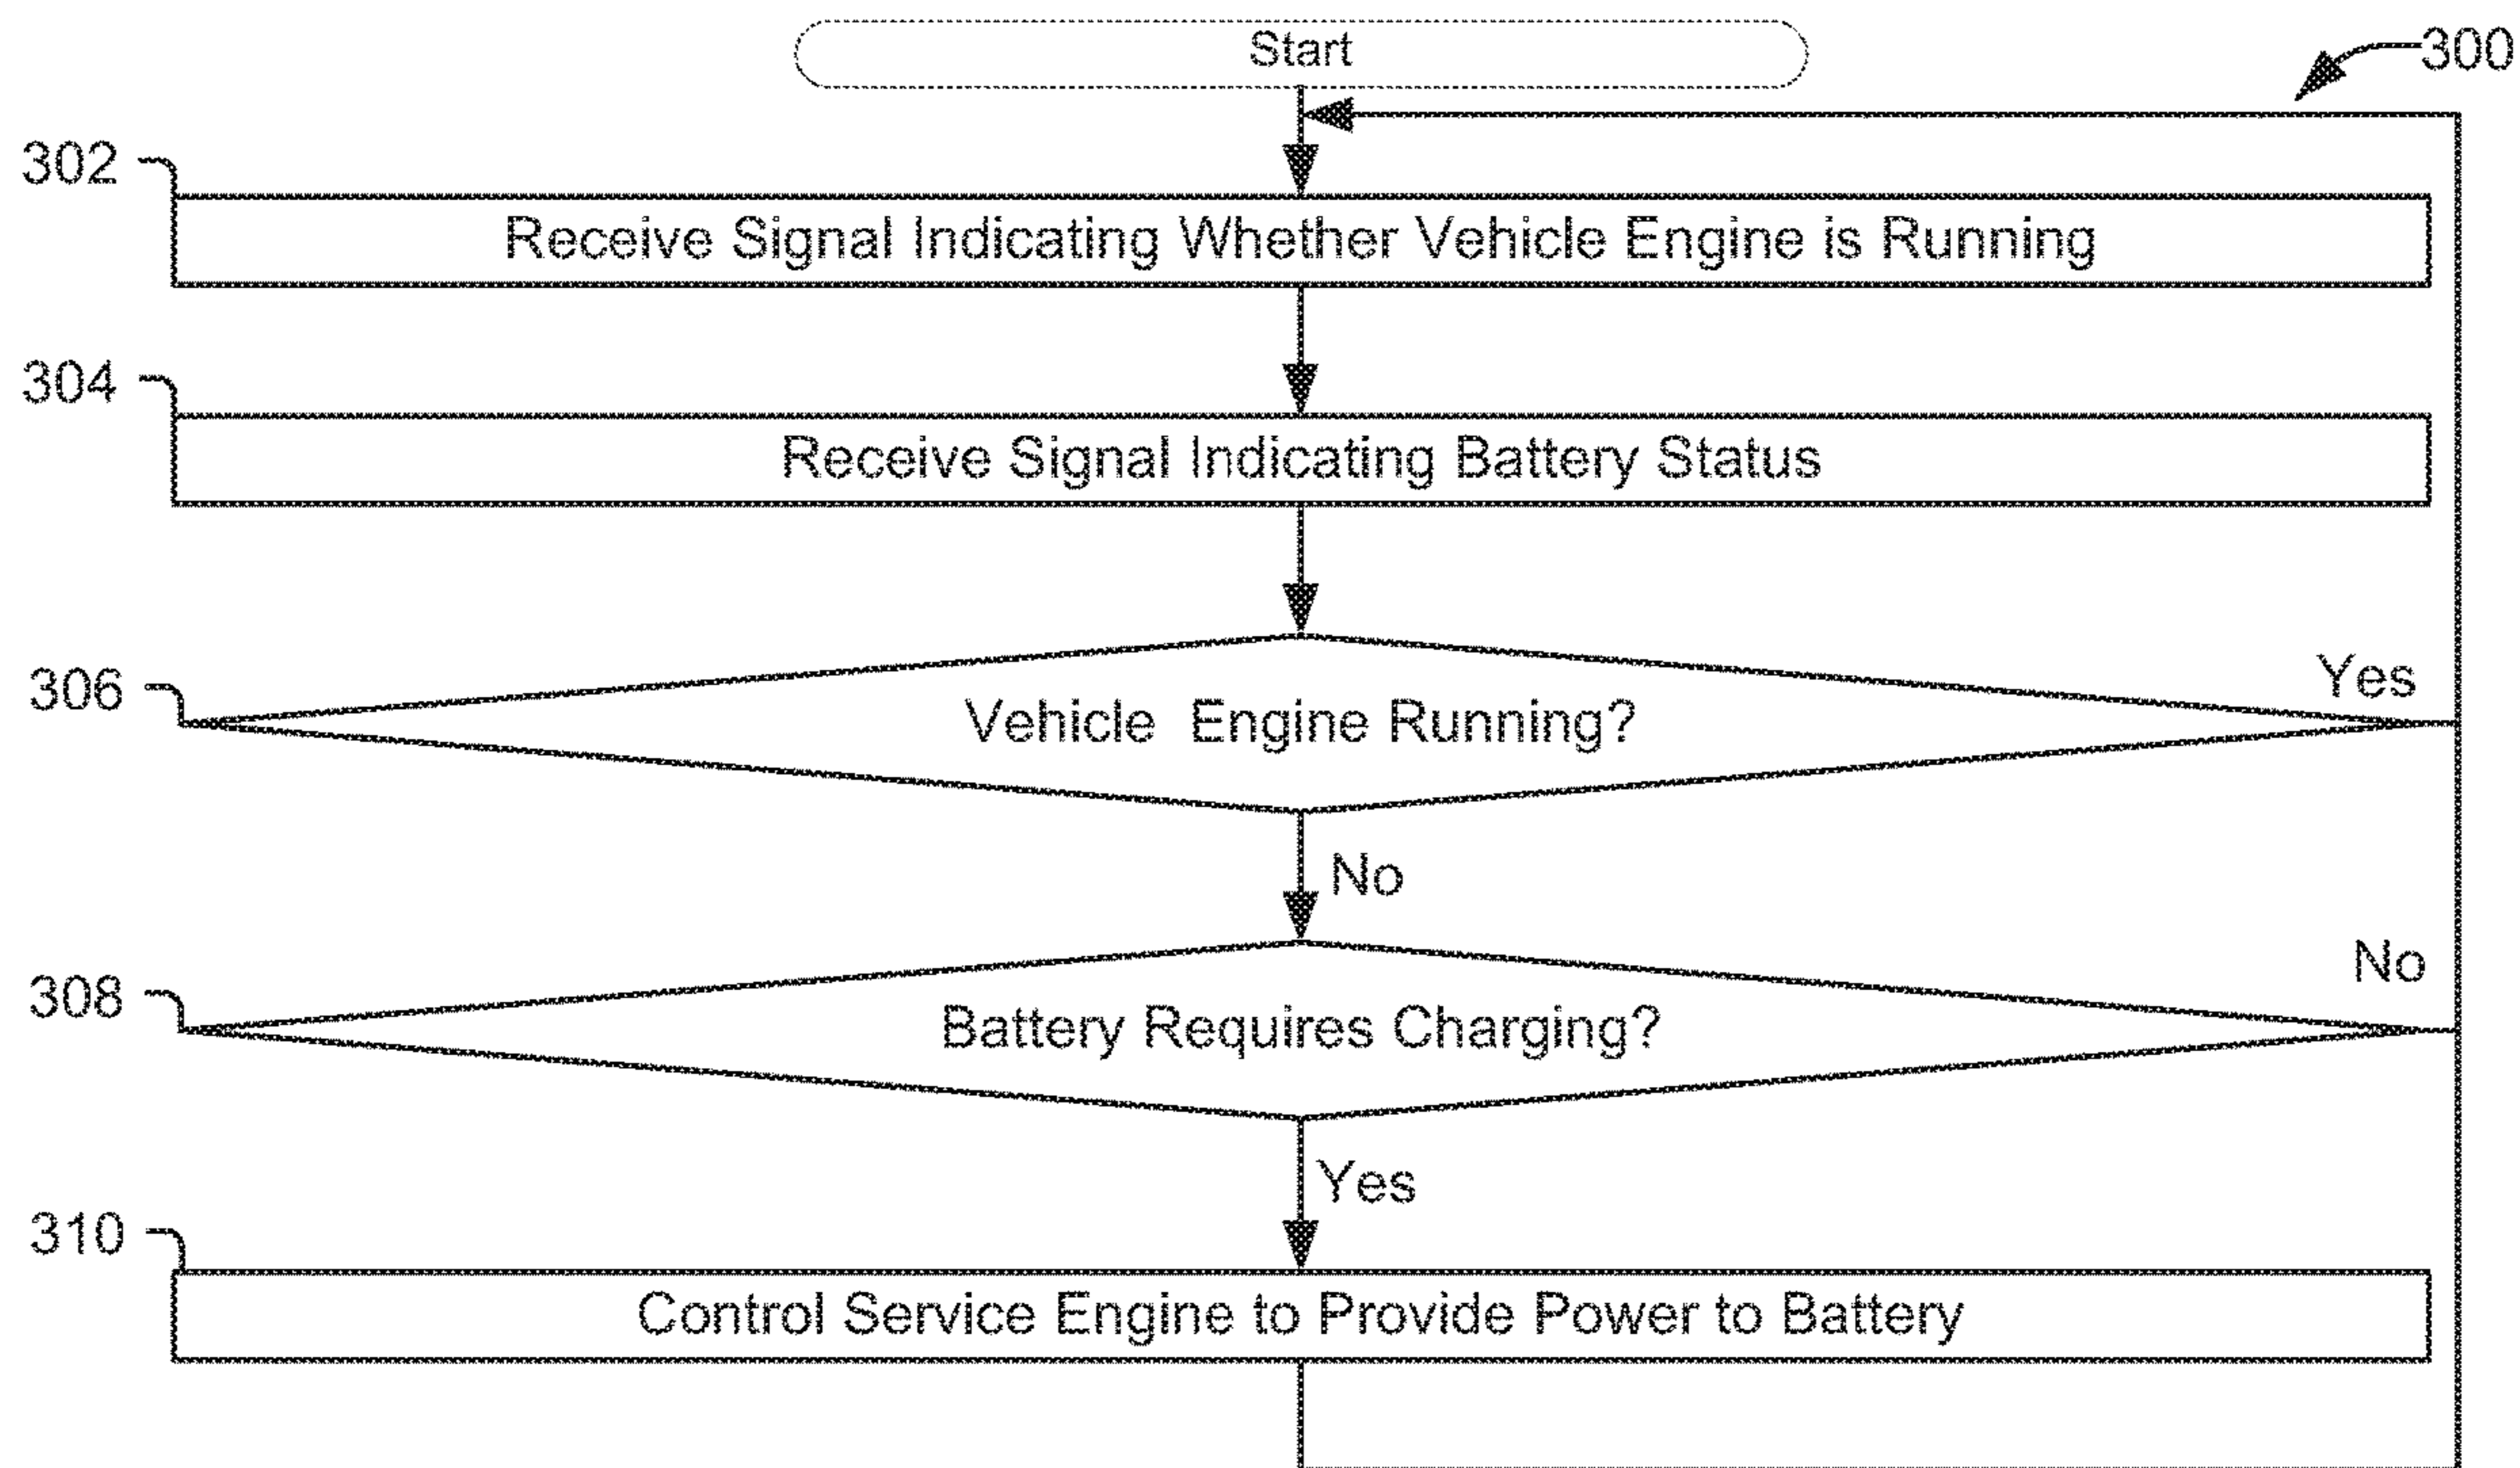 Start
300
302
Receive Signal Indicating Whether Vehicle Engine is Running
304
Receive Signal Indicating Battery Status
306
Vehicle Engine Running?
Yes
No
308
Battery Requires Charging?
No
Yes
310
Control Service Engine to Provide Power to Battery